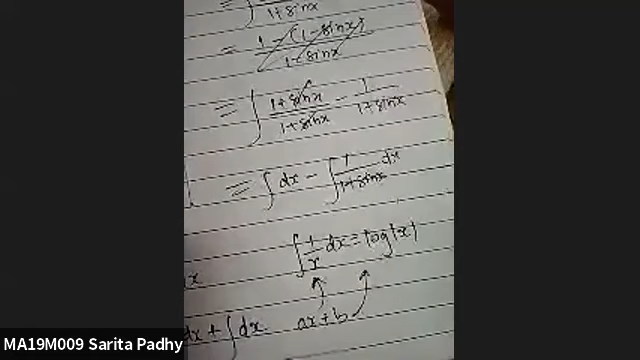 = ∫ 1+sinx
= 1-(1-sinx) / 1-sinx
= ∫ 1+sinx / 1+sinx - 1 / 1+sinx
= ∫ dx - ∫ 1 / 1+sinx dx
∫ 1/x dx = log|x|
dx + ∫ dx ax+b
MA19M009 Sarita Padhy